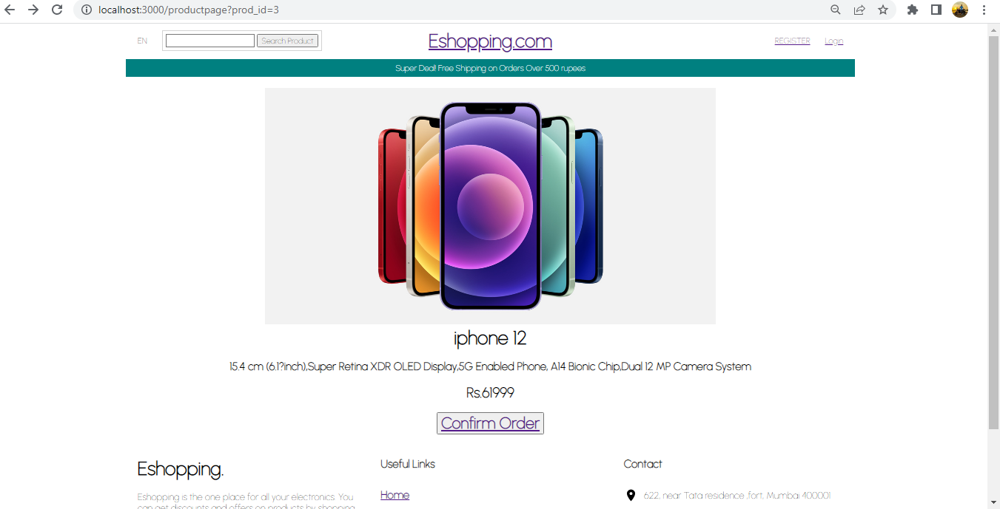 localhost:3000/productpage?prod_id=3
EN Search Product Eshopping.com REGISTER Login
Super Deal! Free Shipping on Orders Over 500 rupees
iphone 12
15.4 cm (6.1?inch),Super Retina XDR OLED Display,5G Enabled Phone, A14 Bionic Chip,Dual 12 MP Camera System
Rs.61999
Confirm Order
Eshopping.
Eshopping is the one place for all your electronics. You
can get discounts and offers on products by shopping
Useful Links
Home
Contact
622, near Tata residence ,fort, Mumbai 400001